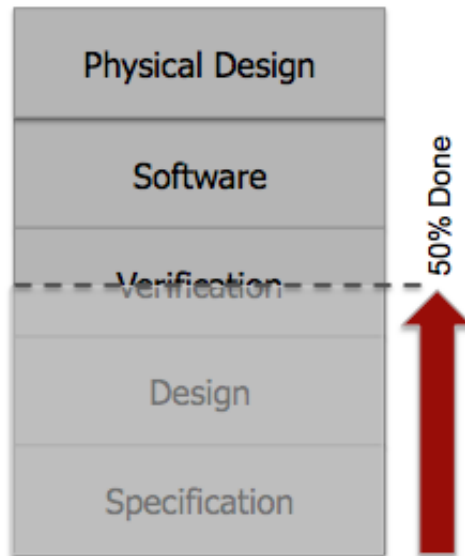 Physical Design
Software
50% Done
Verification
Design
Specification